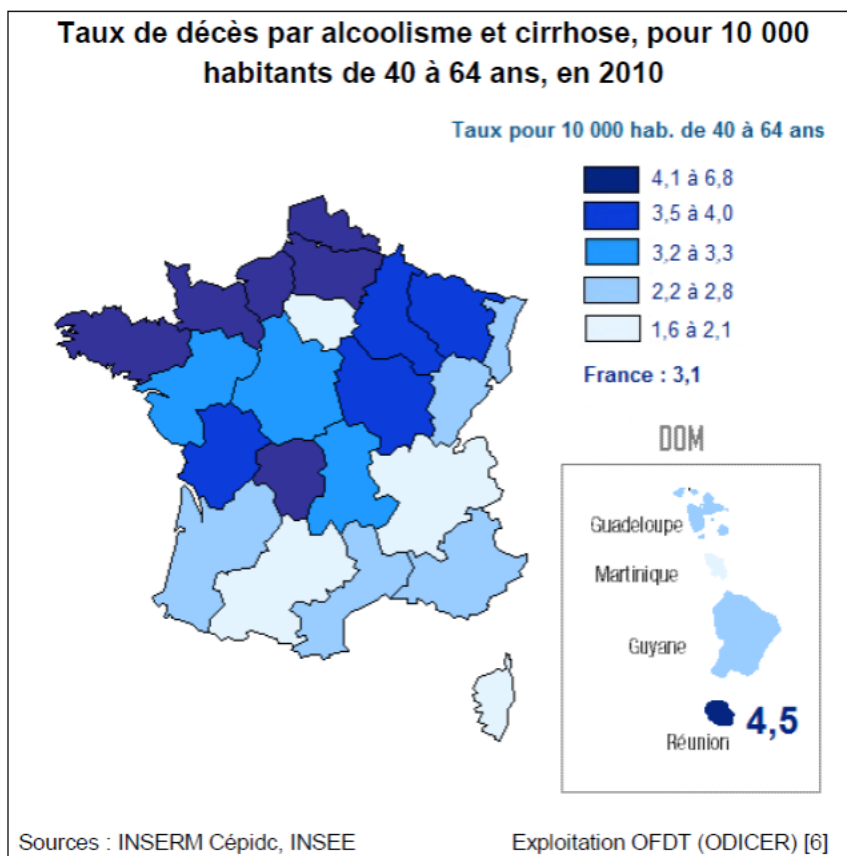 Taux de décès par alcoolisme et cirrhose, pour 10 000
habitants de 40 à 64 ans, en 2010
Taux pour 10 000 hab. de 40 à 64 ans
4,1 à 6,8
3,5 à 4,0
3,2 à 3,3
2,2 à 2,8
1,6 à 2,1
France : 3,1
DOM
Guadeloupe
Martinique
Guyane
4,5
Réunion
Sources : INSERM Cépidc, INSEE
Exploitation OFDT (ODICER) [6]